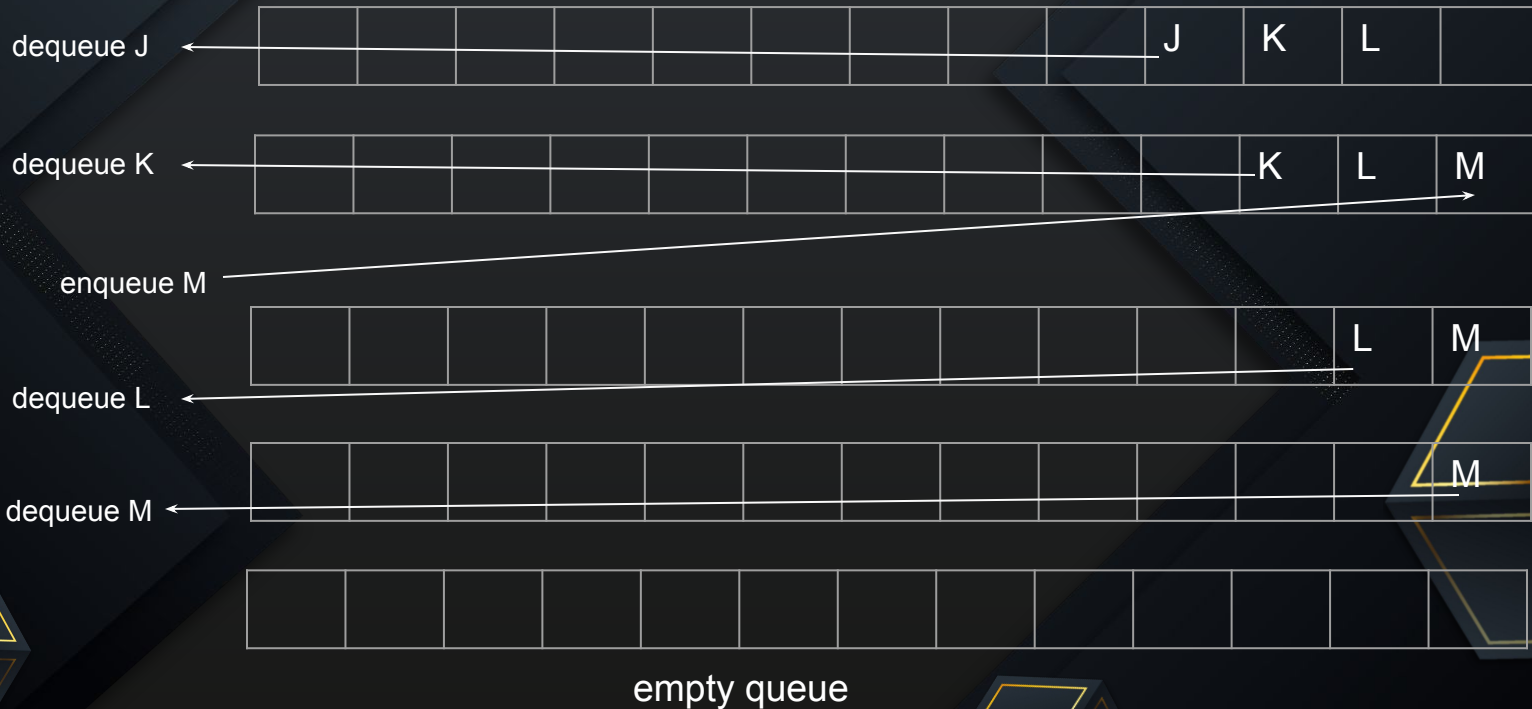 dequeue J J K L
dequeue K K L M
enqueue M
L M
dequeue L
M
dequeue M
empty queue